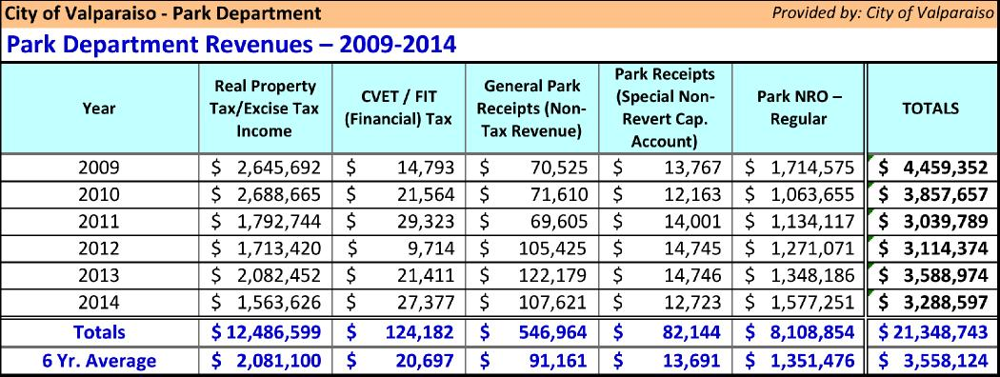 City of Valparaiso - Park Department Provided by: City of Valparaiso
Park Department Revenues – 2009-2014
Year Real Property Tax/Excise Tax Income CVET / FIT (Financial) Tax General Park Receipts (Non-Tax Revenue) Park Receipts (Special Non-Revert Cap. Account) Park NRO – Regular TOTALS
2009 $ 2,645,692 $ 14,793 $ 70,525 $ 13,767 $ 1,714,575 $ 4,459,352
2010 $ 2,688,665 $ 21,564 $ 71,610 $ 12,163 $ 1,063,655 $ 3,857,657
2011 $ 1,792,744 $ 29,323 $ 69,605 $ 14,001 $ 1,134,117 $ 3,039,789
2012 $ 1,713,420 $ 9,714 $ 105,425 $ 14,745 $ 1,271,071 $ 3,114,374
2013 $ 2,082,452 $ 21,411 $ 122,179 $ 14,746 $ 1,348,186 $ 3,588,974
2014 $ 1,563,626 $ 27,377 $ 107,621 $ 12,723 $ 1,577,251 $ 3,288,597
Totals $ 12,486,599 $ 124,182 $ 546,964 $ 82,144 $ 8,108,854 $ 21,348,743
6 Yr. Average $ 2,081,100 $ 20,697 $ 91,161 $ 13,691 $ 1,351,476 $ 3,558,124